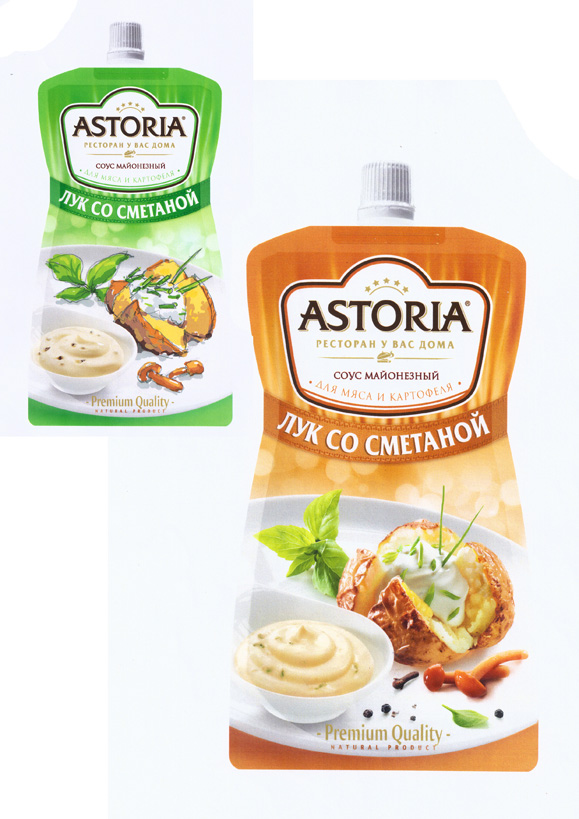 ASTORIA®
РЕСТОРАН У ВАС ДОМА
СОУС МАЙОНЕЗНЫЙ
• ДЛЯ МЯСА И КАРТОФЕЛЯ •
ЛУК СО СМЕТАНОЙ
- Premium Quality -
NATURAL PRODUCT
ASTORIA®
РЕСТОРАН У ВАС ДОМА
СОУС МАЙОНЕЗНЫЙ
• ДЛЯ МЯСА И КАРТОФЕЛЯ •
ЛУК СО СМЕТАНОЙ
- Premium Quality -
NATURAL PRODUCT